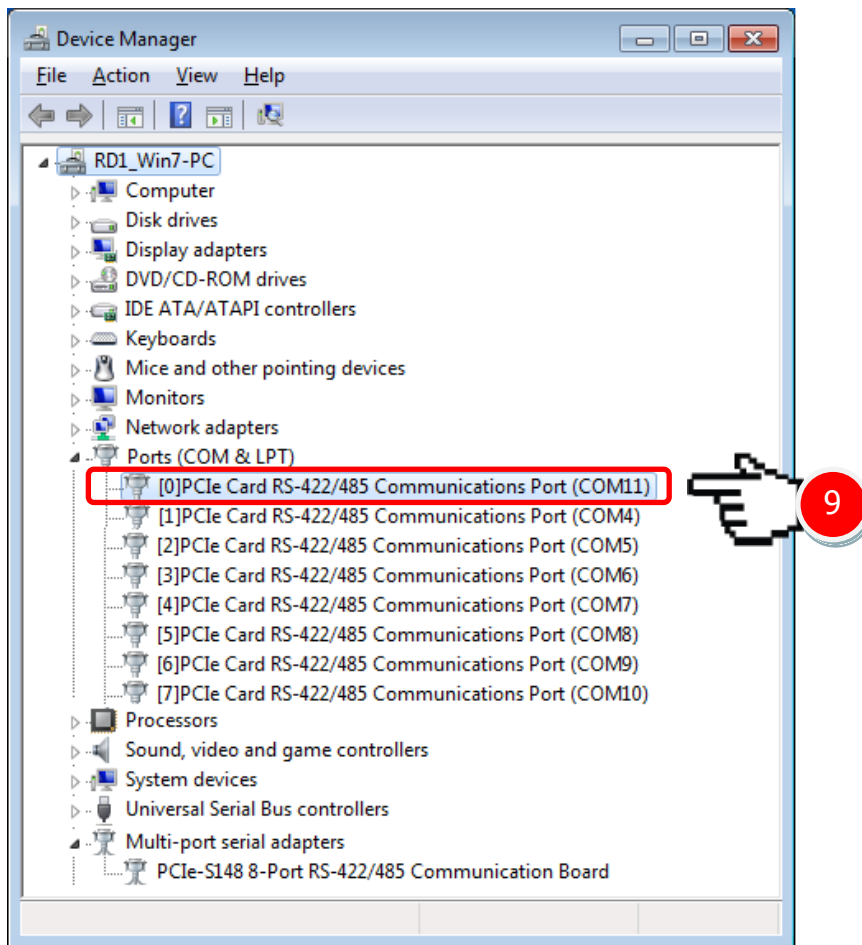 Device Manager
File Action View Help
RD1_Win7-PC
Computer
Disk drives
Display adapters
DVD/CD-ROM drives
IDE ATA/ATAPI controllers
Keyboards
Mice and other pointing devices
Monitors
Network adapters
Ports (COM & LPT)
[0]PCIe Card RS-422/485 Communications Port (COM11)
9
[1]PCIe Card RS-422/485 Communications Port (COM4)
[2]PCIe Card RS-422/485 Communications Port (COM5)
[3]PCIe Card RS-422/485 Communications Port (COM6)
[4]PCIe Card RS-422/485 Communications Port (COM7)
[5]PCIe Card RS-422/485 Communications Port (COM8)
[6]PCIe Card RS-422/485 Communications Port (COM9)
[7]PCIe Card RS-422/485 Communications Port (COM10)
Processors
Sound, video and game controllers
System devices
Universal Serial Bus controllers
Multi-port serial adapters
PCIe-S148 8-Port RS-422/485 Communication Board